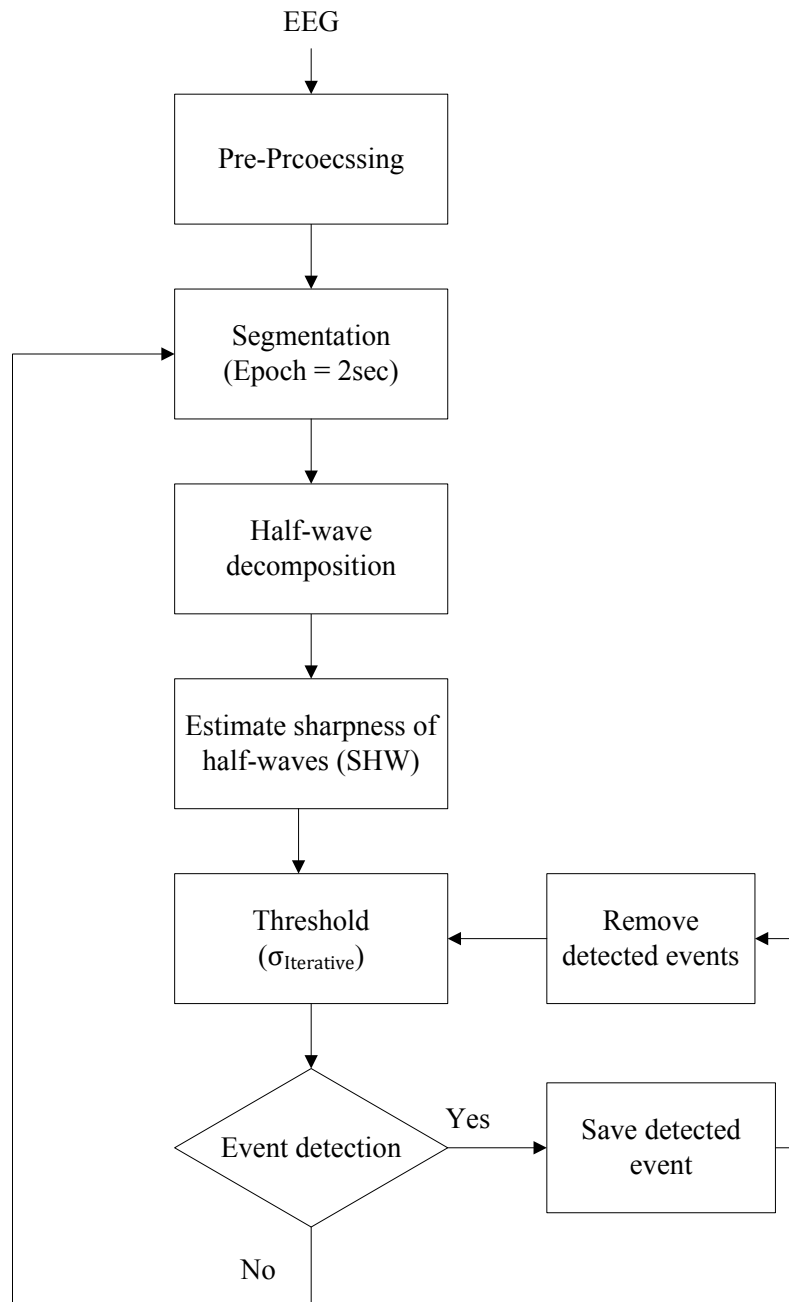 EEG
Pre-Prcoecssing
Segmentation
(Epoch = 2sec)
Half-wave
decomposition
Estimate sharpness of
half-waves (SHW)
Threshold
(σIterative)
Remove
detected events
Event detection
Yes
Save detected
event
No